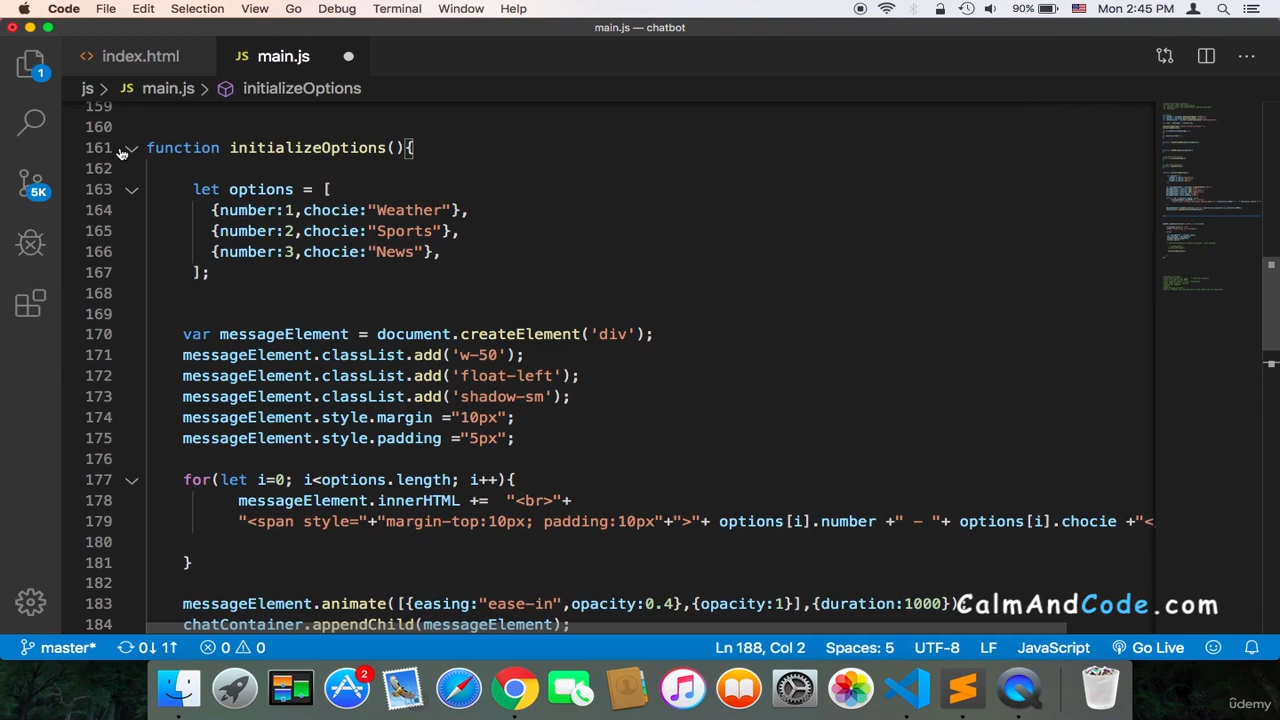 Code File Edit Selection View Go Debug Terminal Window Help 90% Mon 2:45 PM
main.js — chatbot
1 index.html JS main.js
js > JS main.js > initializeOptions
159
160
161 function initializeOptions(){
162
163 let options = [
164 {number:1,chocie:"Weather"},
165 {number:2,chocie:"Sports"},
166 {number:3,chocie:"News"},
167 ];
168
169
170 var messageElement = document.createElement('div');
171 messageElement.classList.add('w-50');
172 messageElement.classList.add('float-left');
173 messageElement.classList.add('shadow-sm');
174 messageElement.style.margin ="10px";
175 messageElement.style.padding ="5px";
176
177 for(let i=0; i<options.length; i++){
178 messageElement.innerHTML += "<br>"+
179 "<span style="+"margin-top:10px; padding:10px"+">"+ options[i].number +" - "+ options[i].chocie +"<
180
181 }
182
183 messageElement.animate([{easing:"ease-in",opacity:0.4},{opacity:1}],{duration:1000})
184 chatContainer.appendChild(messageElement);
5K
CalmAndCode.com
master* 0↓ 1↑ 0 0 Ln 188, Col 2 Spaces: 5 UTF-8 LF JavaScript Go Live
2
udemy